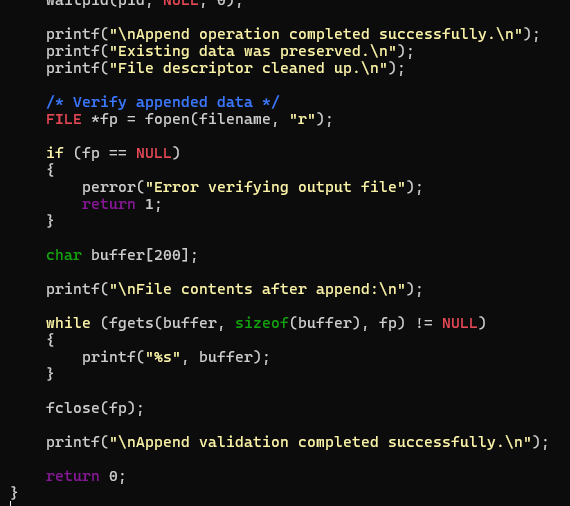 waitpid(pid, NULL, 0);
printf("\nAppend operation completed successfully.\n");
printf("Existing data was preserved.\n");
printf("File descriptor cleaned up.\n");
/* Verify appended data */
FILE *fp = fopen(filename, "r");
if (fp == NULL)
{
perror("Error verifying output file");
return 1;
}
char buffer[200];
printf("\nFile contents after append:\n");
while (fgets(buffer, sizeof(buffer), fp) != NULL)
{
printf("%s", buffer);
}
fclose(fp);
printf("\nAppend validation completed successfully.\n");
return 0;
}